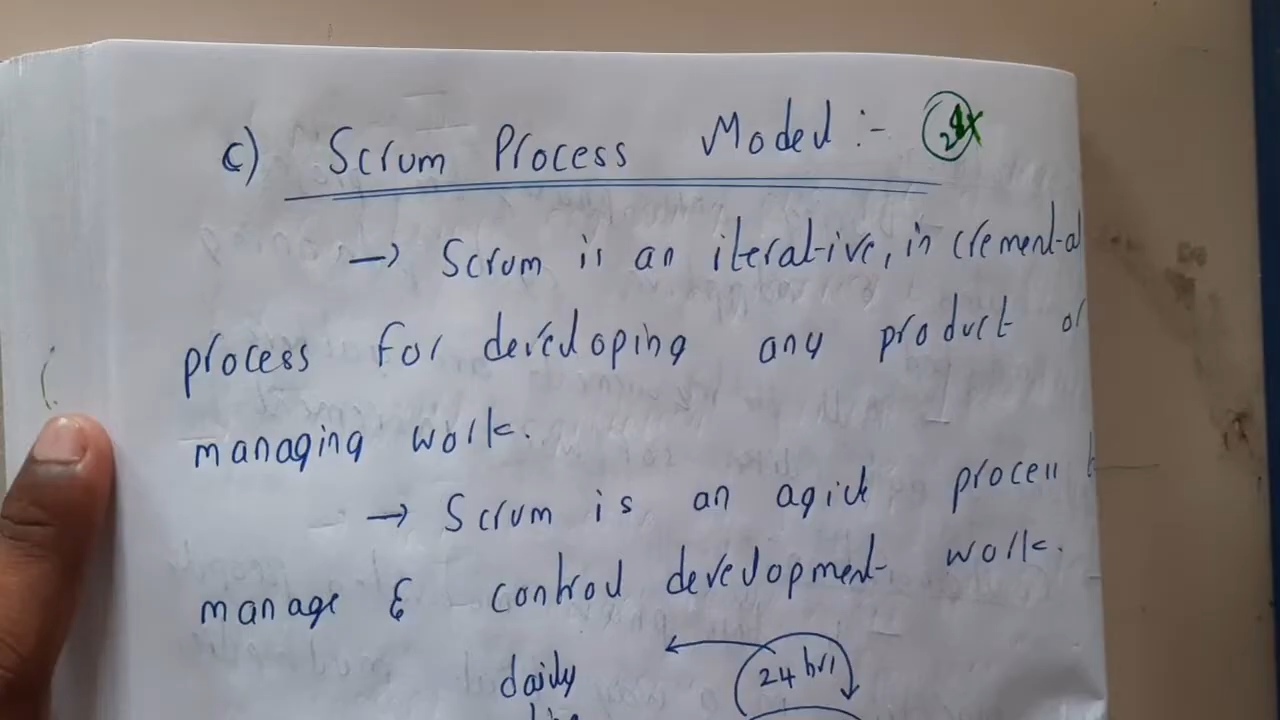 c) Scrum Process Model :-
→ Scrum is an iterative, incremental
process for developing any product or
managing work.
→ Scrum is an agile process
manage & control development work.
24 hrs
daily